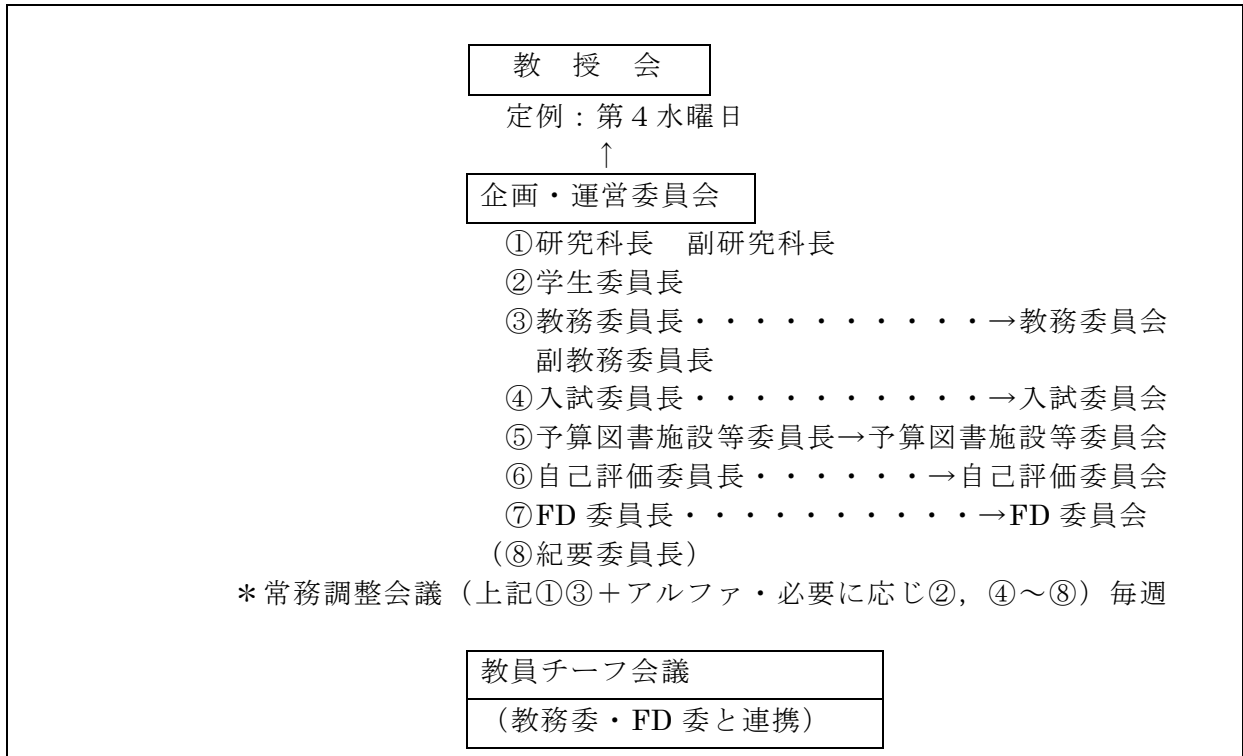 教　授　会
定例：第４水曜日
↑
企画・運営委員会
①研究科長　副研究科長
②学生委員長
③教務委員長・・・・・・・・・・→教務委員会
副教務委員長
④入試委員長・・・・・・・・・・→入試委員会
⑤予算図書施設等委員長→予算図書施設等委員会
⑥自己評価委員長・・・・・・→自己評価委員会
⑦FD 委員長・・・・・・・・・・→FD 委員会
（⑧紀要委員長）
＊常務調整会議（上記①③＋アルファ・必要に応じ②，④～⑧）毎週
教員チーフ会議
（教務委・FD 委と連携）